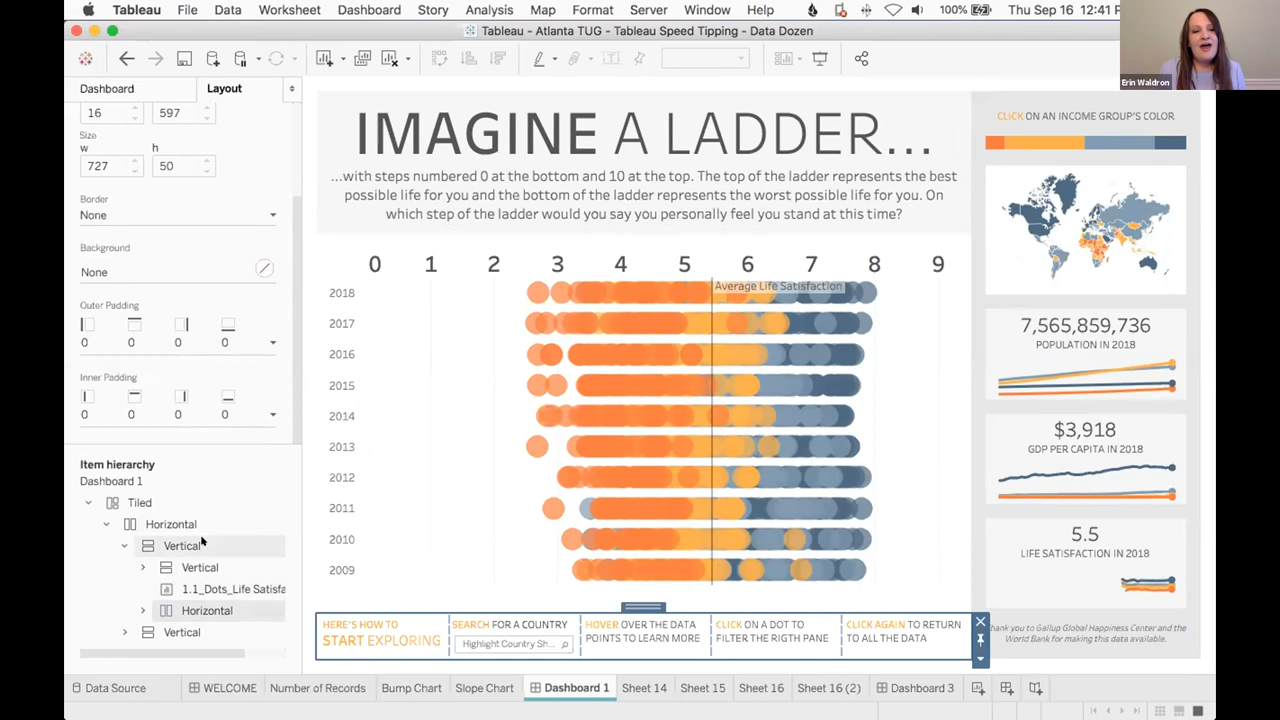 Tableau File Data Worksheet Dashboard Story Analysis Map Format Server Window Help 100% Thu Sep 16 12:41 P
Tableau - Atlanta TUG - Tableau Speed Tipping - Data Dozen
Erin Waldron
Dashboard Layout
16 597
Size
w h
727 50
Border
None
Background
None
Outer Padding
0 0 0 0
Inner Padding
0 0 0 0
Item hierarchy
Dashboard 1
Tiled
Horizontal
Vertical
Vertical
1.1_Dots_Life Satisfa
Horizontal
Vertical
IMAGINE A LADDER...
...with steps numbered 0 at the bottom and 10 at the top. The top of the ladder represents the best
possible life for you and the bottom of the ladder represents the worst possible life for you. On
which step of the ladder would you say you personally feel you stand at this time?
0 1 2 3 4 5 6 7 8 9
Average Life Satisfaction
2018
2017
2016
2015
2014
2013
2012
2011
2010
2009
CLICK ON AN INCOME GROUP'S COLOR
7,565,859,736
POPULATION IN 2018
$3,918
GDP PER CAPITA IN 2018
5.5
LIFE SATISFACTION IN 2018
hank you to Gallup Global Happiness Center and the
World Bank for making this data available.
HERE'S HOW TO
START EXPLORING
SEARCH FOR A COUNTRY
Highlight Country Sh...
HOVER OVER THE DATA
POINTS TO LEARN MORE
CLICK ON A DOT TO
FILTER THE RIGTH PANE
CLICK AGAIN TO RETURN
TO ALL THE DATA
Data Source WELCOME Number of Records Bump Chart Slope Chart Dashboard 1 Sheet 14 Sheet 15 Sheet 16 Sheet 16 (2) Dashboard 3